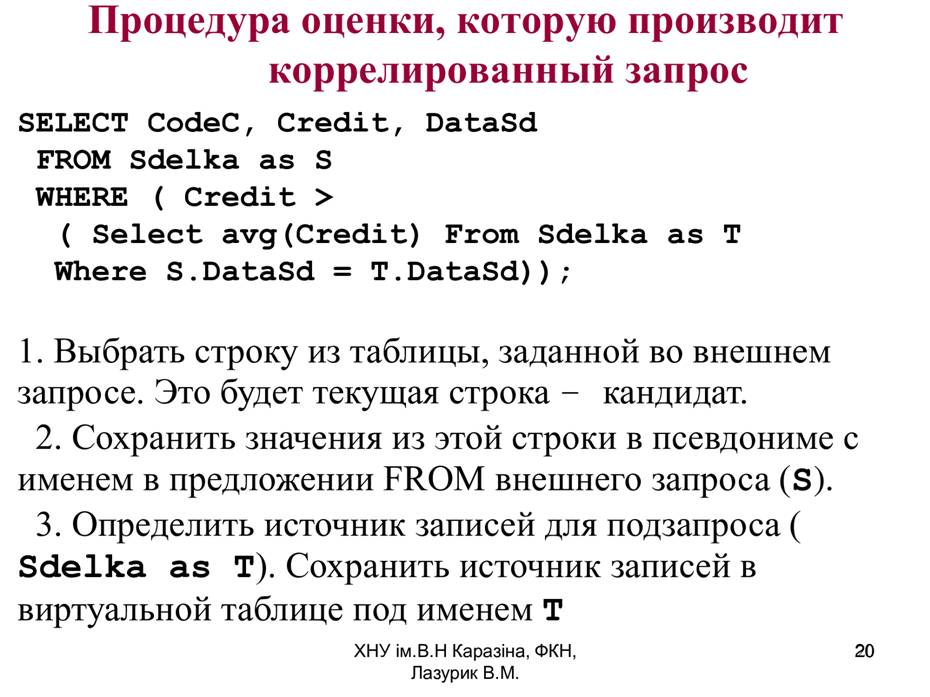 Процедура оценки, которую производит
коррелированный запрос
SELECT CodeC, Credit, DataSd
FROM Sdelka as S
WHERE ( Credit >
( Select avg(Credit) From Sdelka as T
Where S.DataSd = T.DataSd));
1. Выбрать строку из таблицы, заданной во внешнем
запросе. Это будет текущая строка – кандидат.
2. Сохранить значения из этой строки в псевдониме с
именем в предложении FROM внешнего запроса (S).
3. Определить источник записей для подзапроса (
Sdelka as T). Сохранить источник записей в
виртуальной таблице под именем T
ХНУ ім.В.Н Каразіна, ФКН,
Лазурик В.М.
20